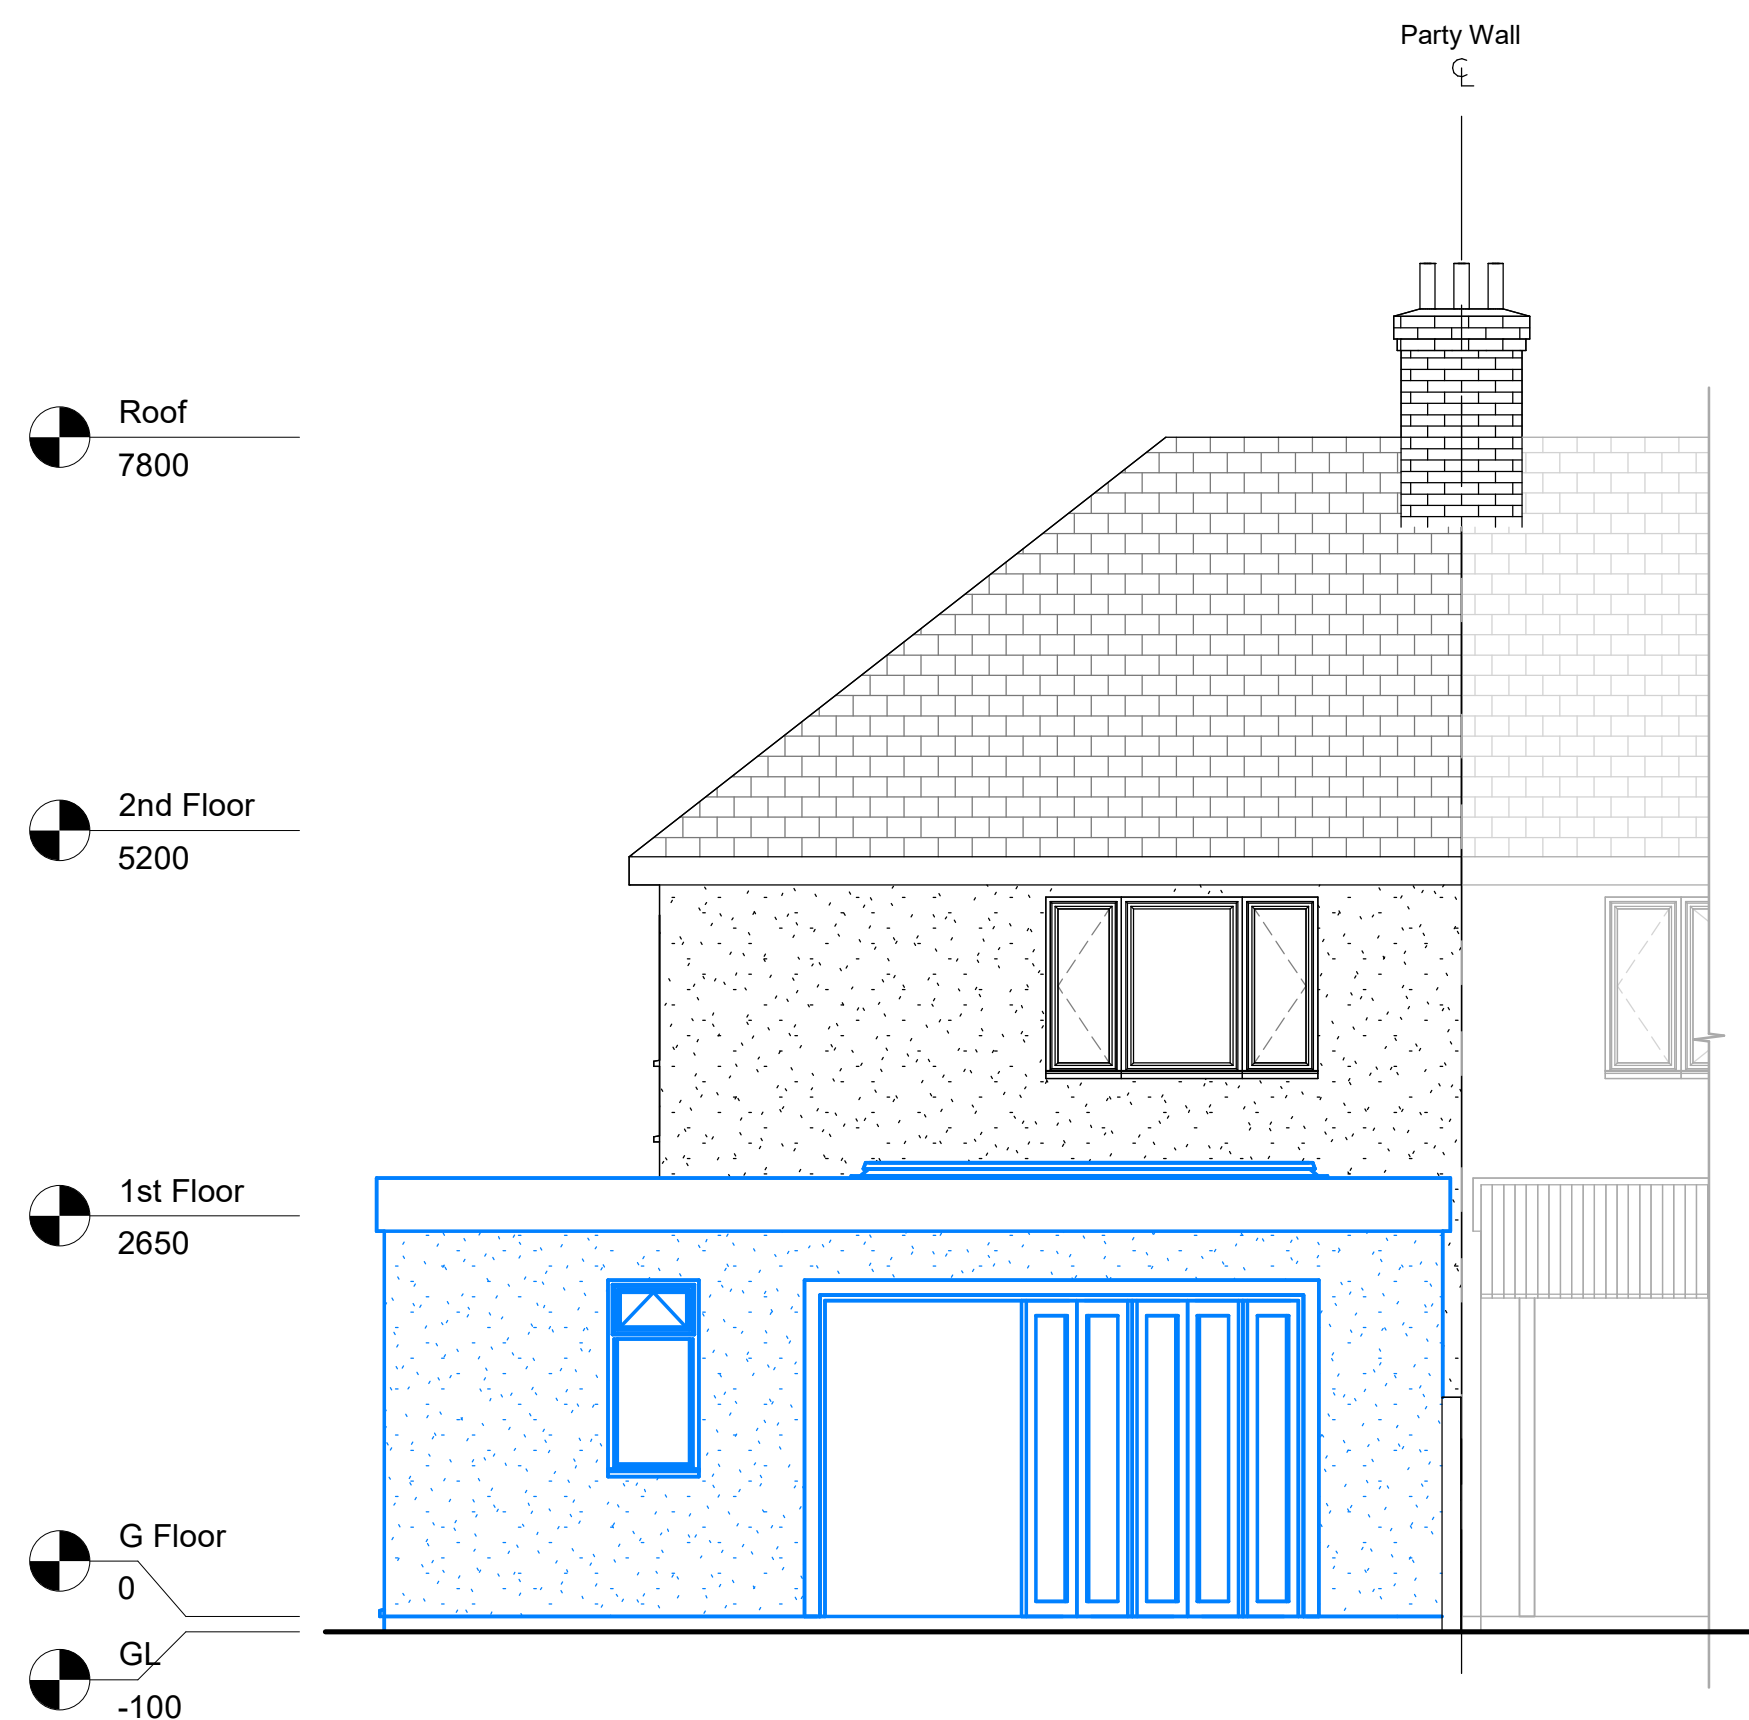 Party Wall
℄
Roof
7800
2nd Floor
5200
1st Floor
2650
G Floor
0
GL
-100